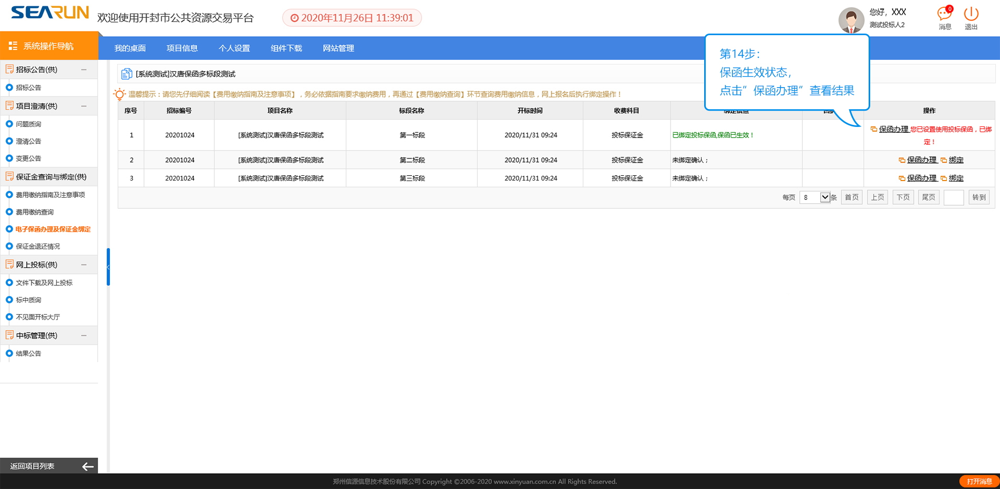 SEARUN
欢迎使用开封市公共资源交易平台
2020年11月26日 11:39:01
您好，XXX
测试投标人2
0
消息
退出
系统操作导航
我的桌面 项目信息 个人设置 组件下载 网站管理
第14步：
保函生效状态，
点击”保函办理”查看结果
招标公告(供)
招标公告
项目澄清(供)
问题质询
澄清公告
变更公告
保证金查询与绑定(供)
费用缴纳指南及注意事项
费用缴纳查询
电子保函办理及保证金绑定
保证金退还情况
网上投标(供)
文件下载及网上投标
标中质询
不见面开标大厅
中标管理(供)
结果公告
返回项目列表
[系统测试]汉唐保函多标段测试
温馨提示：请您先仔细阅读【费用缴纳指南及注意事项】，务必依据指南要求缴纳费用，再通过【费用缴纳查询】环节查询费用缴纳信息，网上报名后执行绑定操作！
序号 招标编号 项目名称 标段名称 开标时间 收费科目 绑定信息 操作
1 20201024 [系统测试]汉唐保函多标段测试 第一标段 2020/11/31 09:24 投标保证金 已绑定投标保函,保函已生效！ 保函办理 您已设置使用投标保函，已绑
定！
2 20201024 [系统测试]汉唐保函多标段测试 第二标段 2020/11/31 09:24 投标保证金 未绑定确认； 保函办理 绑定
3 20201024 [系统测试]汉唐保函多标段测试 第三标段 2020/11/31 09:24 投标保证金 未绑定确认； 保函办理 绑定
每页 8 条 首页 上页 下页 尾页 转到
郑州信源信息技术股份有限公司 Copyright ©2006-2020 www.xinyuan.com.cn All Rights Reserved.
打开消息